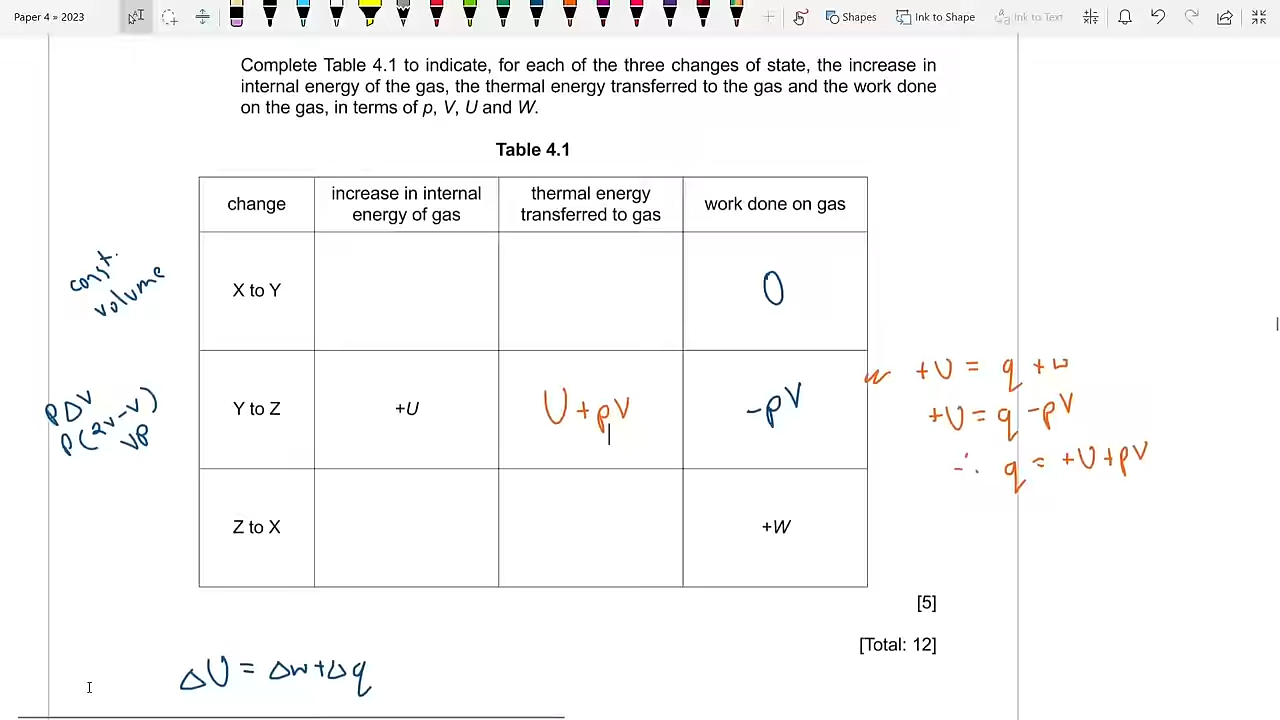 Paper 4 » 2023
Shapes
Ink to Shape
Ink to Text
Complete Table 4.1 to indicate, for each of the three changes of state, the increase in
internal energy of the gas, the thermal energy transferred to the gas and the work done
on the gas, in terms of p, V, U and W.
Table 4.1
change
increase in internal
energy of gas
thermal energy
transferred to gas
work done on gas
const.
volume
X to Y
0
PΔV
P(2V-V)
VP
Y to Z
+U
U+pV
-pV
+U = q +w
+U = q -pV
∴ q = +U+pV
Z to X
+W
[5]
[Total: 12]
ΔU = Δw+Δq